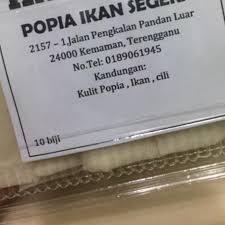 POPIA IKAN SEGERA
2157 – 1,Jalan Pengkalan Pandan Luar
24000 Kemaman, Terengganu
No.Tel: 0189061945
Kandungan:
Kulit Popia , Ikan , cili
10 biji